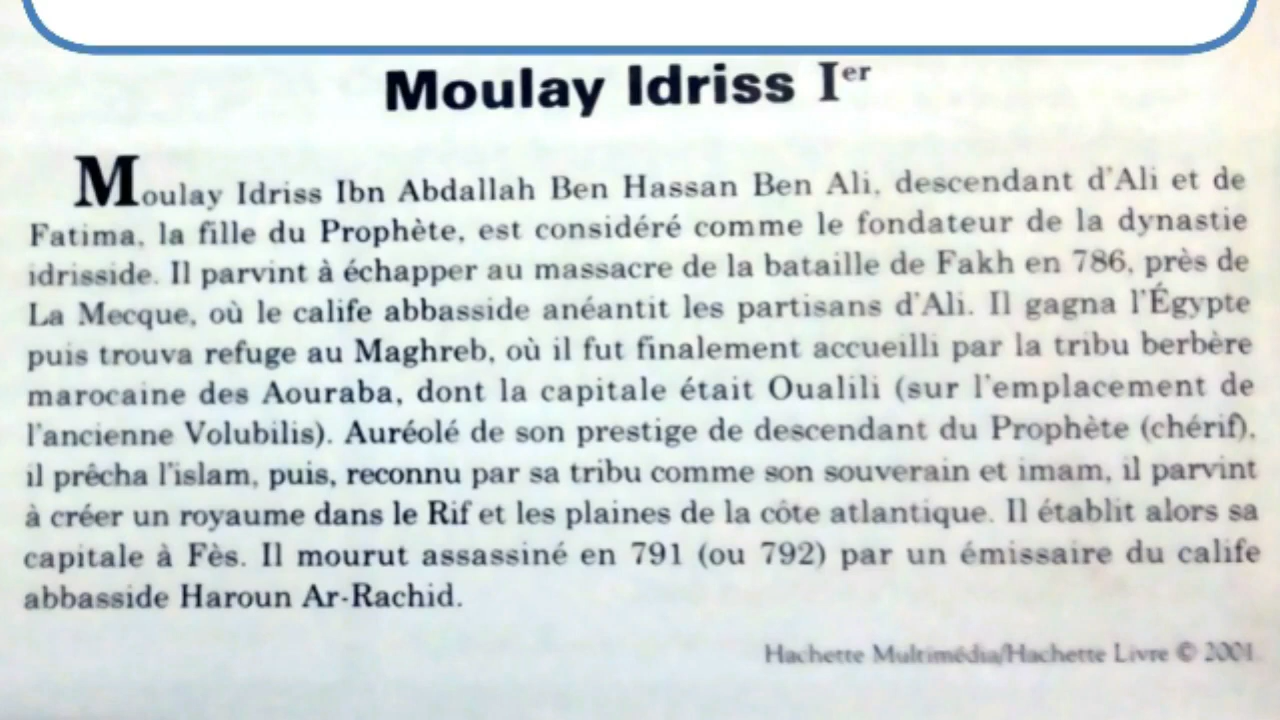 Moulay Idriss Ier
Moulay Idriss Ibn Abdallah Ben Hassan Ben Ali, descendant d'Ali et de
Fatima, la fille du Prophète, est considéré comme le fondateur de la dynastie
idrisside. Il parvint à échapper au massacre de la bataille de Fakh en 786, près de
La Mecque, où le calife abbasside anéantit les partisans d'Ali. Il gagna l'Égypte
puis trouva refuge au Maghreb, où il fut finalement accueilli par la tribu berbère
marocaine des Aouraba, dont la capitale était Oualili (sur l'emplacement de
l'ancienne Volubilis). Auréolé de son prestige de descendant du Prophète (chérif),
il prêcha l'islam, puis, reconnu par sa tribu comme son souverain et imam, il parvint
à créer un royaume dans le Rif et les plaines de la côte atlantique. Il établit alors sa
capitale à Fès. Il mourut assassiné en 791 (ou 792) par un émissaire du calife
abbasside Haroun Ar-Rachid.
Hachette Multimédia/Hachette Livre © 2001